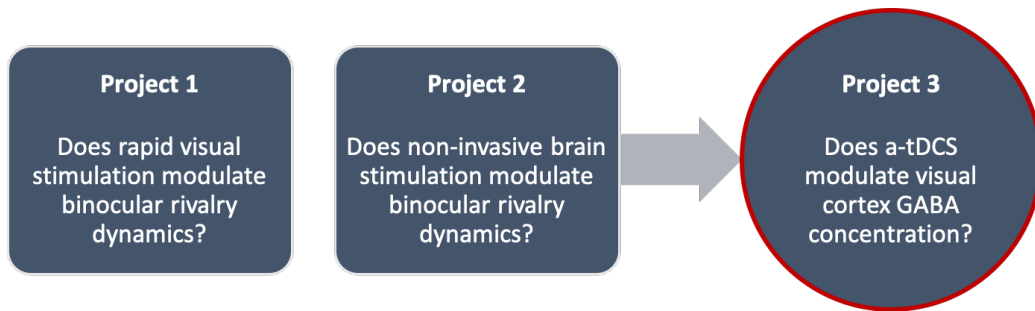 Project 1
Does rapid visual
stimulation modulate
binocular rivalry
dynamics?
Project 2
Does non-invasive brain
stimulation modulate
binocular rivalry
dynamics?
Project 3
Does a-tDCS
modulate visual
cortex GABA
concentration?